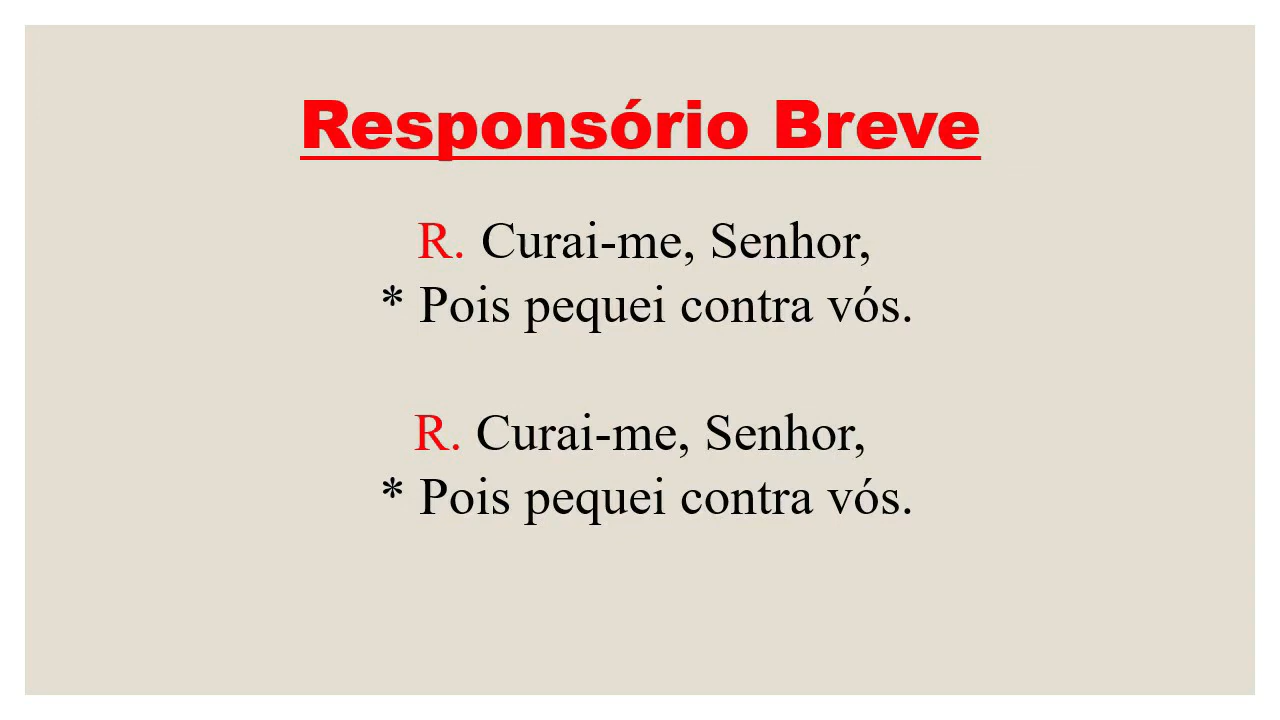 Responsório Breve
R. Curai-me, Senhor,
* Pois pequei contra vós.
R. Curai-me, Senhor,
* Pois pequei contra vós.